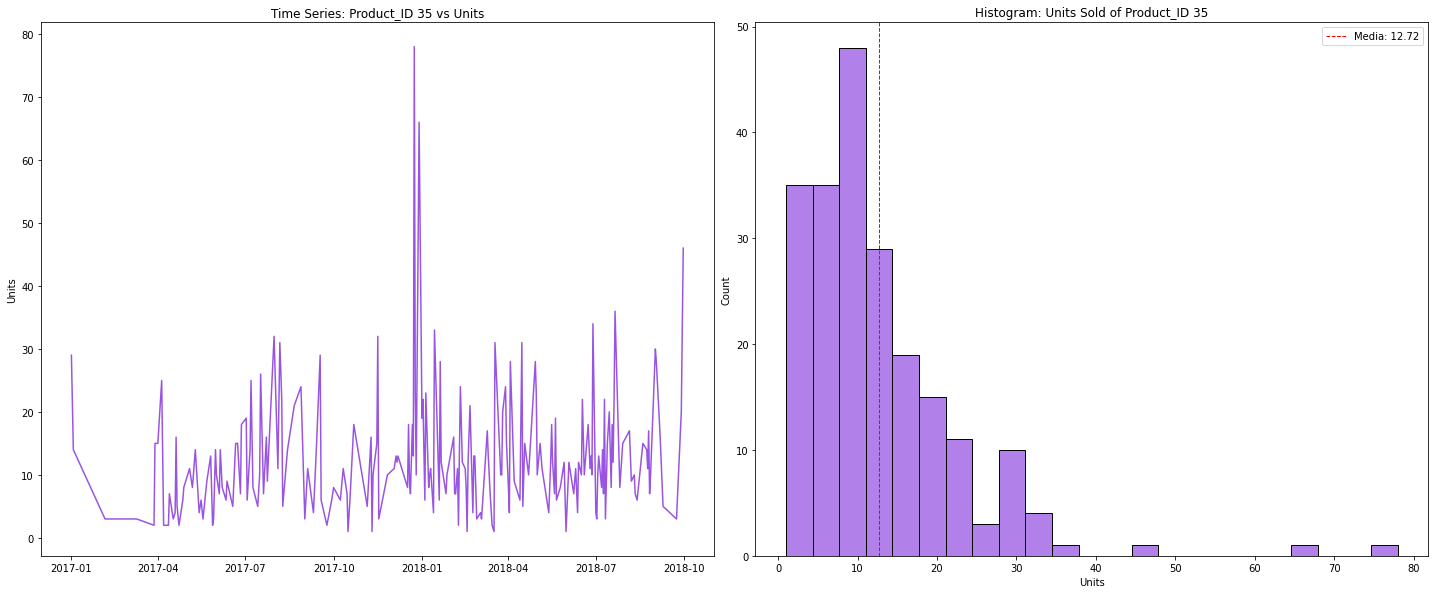 Time Series: Product_ID 35 vs Units
Units
80
70
60
50
40
30
20
10
0
2017-01 2017-04 2017-07 2017-10 2018-01 2018-04 2018-07 2018-10
Histogram: Units Sold of Product_ID 35
Media: 12.72
Count
50
40
30
20
10
0
0 10 20 30 40 50 60 70 80
Units